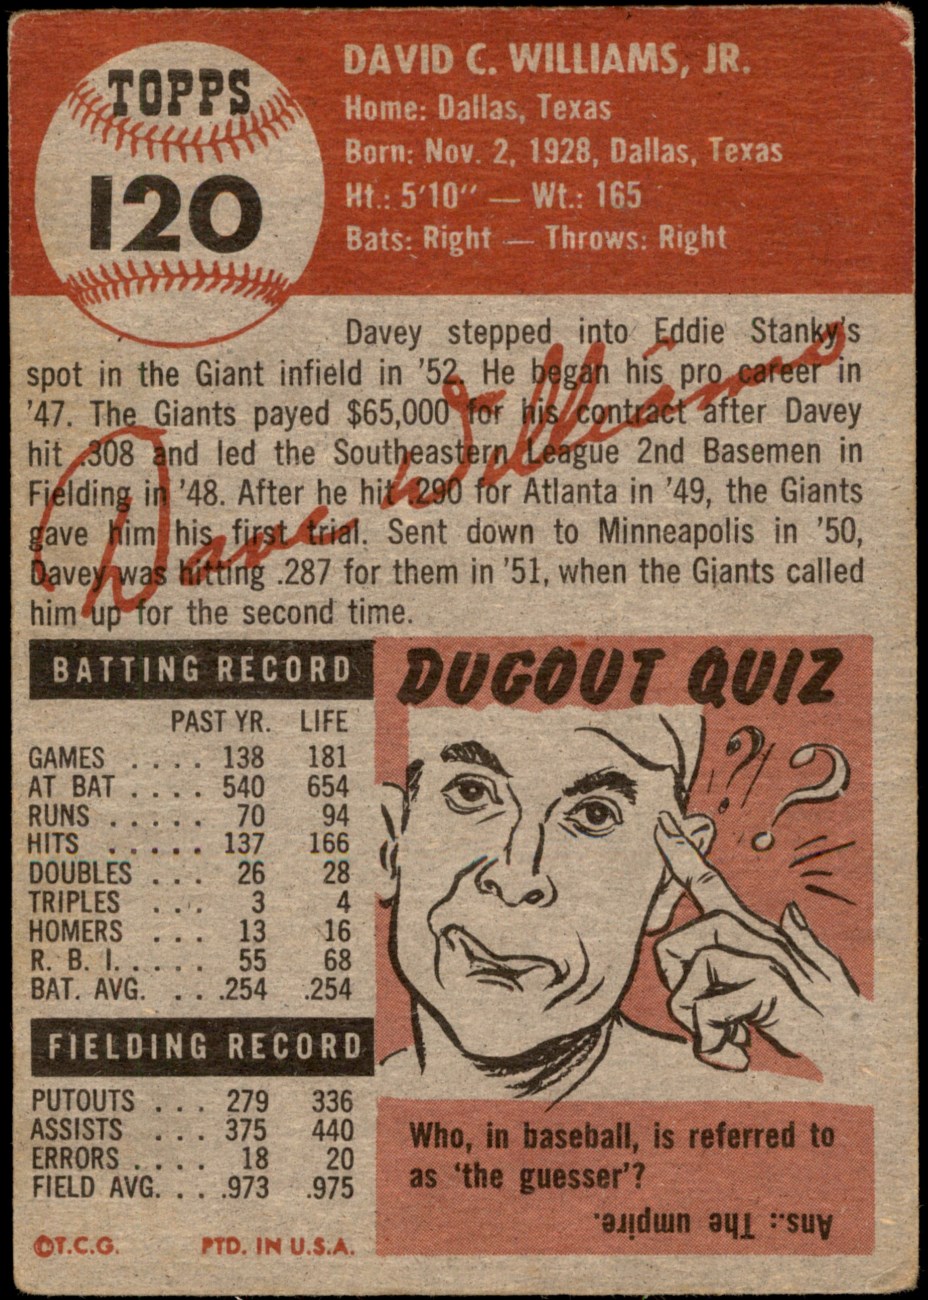 TOPPS
120
DAVID C. WILLIAMS, JR.
Home: Dallas, Texas
Born: Nov. 2, 1928, Dallas, Texas
Ht.: 5'10" — Wt.: 165
Bats: Right — Throws: Right
Davey stepped into Eddie Stanky's
spot in the Giant infield in '52. He began his pro career in
'47. The Giants payed $65,000 for his contract after Davey
hit .308 and led the Southeastern League 2nd Basemen in
Fielding in '48. After he hit .290 for Atlanta in '49, the Giants
gave him his first trial. Sent down to Minneapolis in '50,
Davey was hitting .287 for them in '51, when the Giants called
him up for the second time.
Dave Williams
BATTING RECORD
PAST YR. LIFE
GAMES .... 138 181
AT BAT .... 540 654
RUNS ..... 70 94
HITS ..... 137 166
DOUBLES ... 26 28
TRIPLES ... 3 4
HOMERS ... 13 16
R. B. I. .... 55 68
BAT. AVG. ...254 .254
FIELDING RECORD
PUTOUTS ... 279 336
ASSISTS ... 375 440
ERRORS .... 18 20
FIELD AVG. ...973 .975
©T.C.G. PTD. IN U.S.A.
DUGOUT QUIZ
??
?
Who, in baseball, is referred to
as 'the guesser'?
Ans.: The umpire.